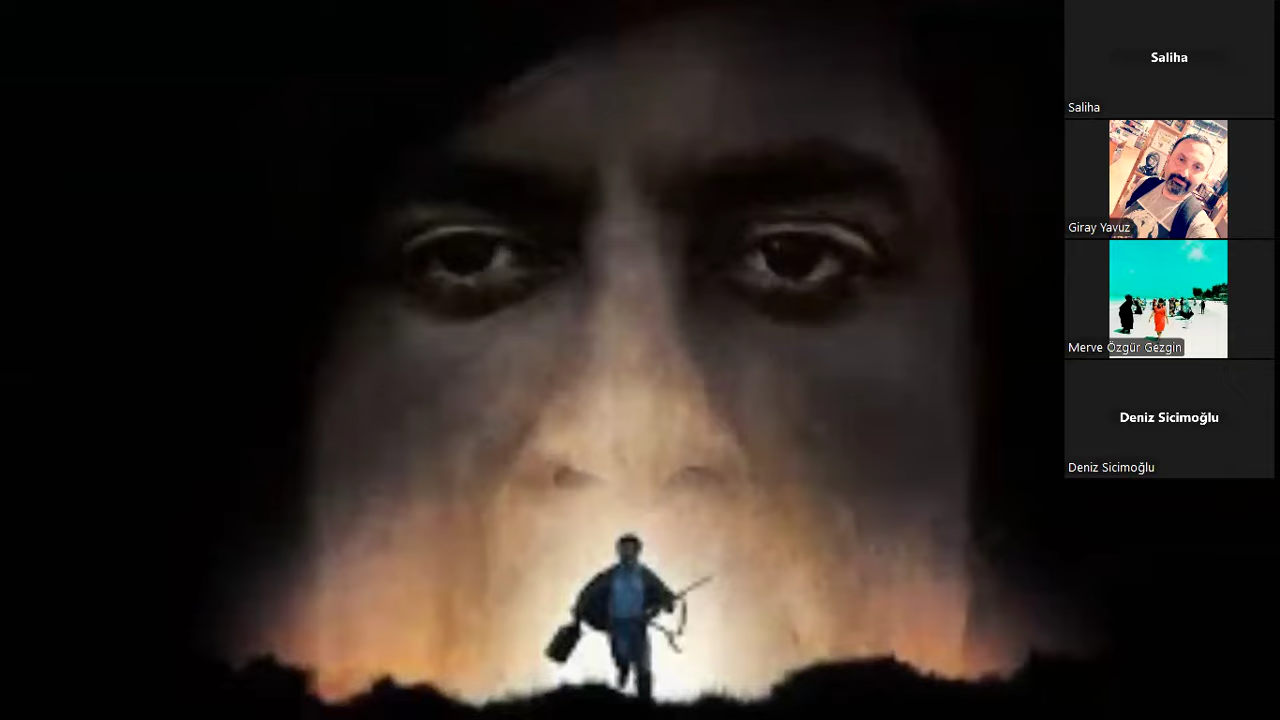 Saliha
Saliha
Giray Yavuz
Merve Özgür Gezgin
Deniz Sicimoğlu
Deniz Sicimoğlu